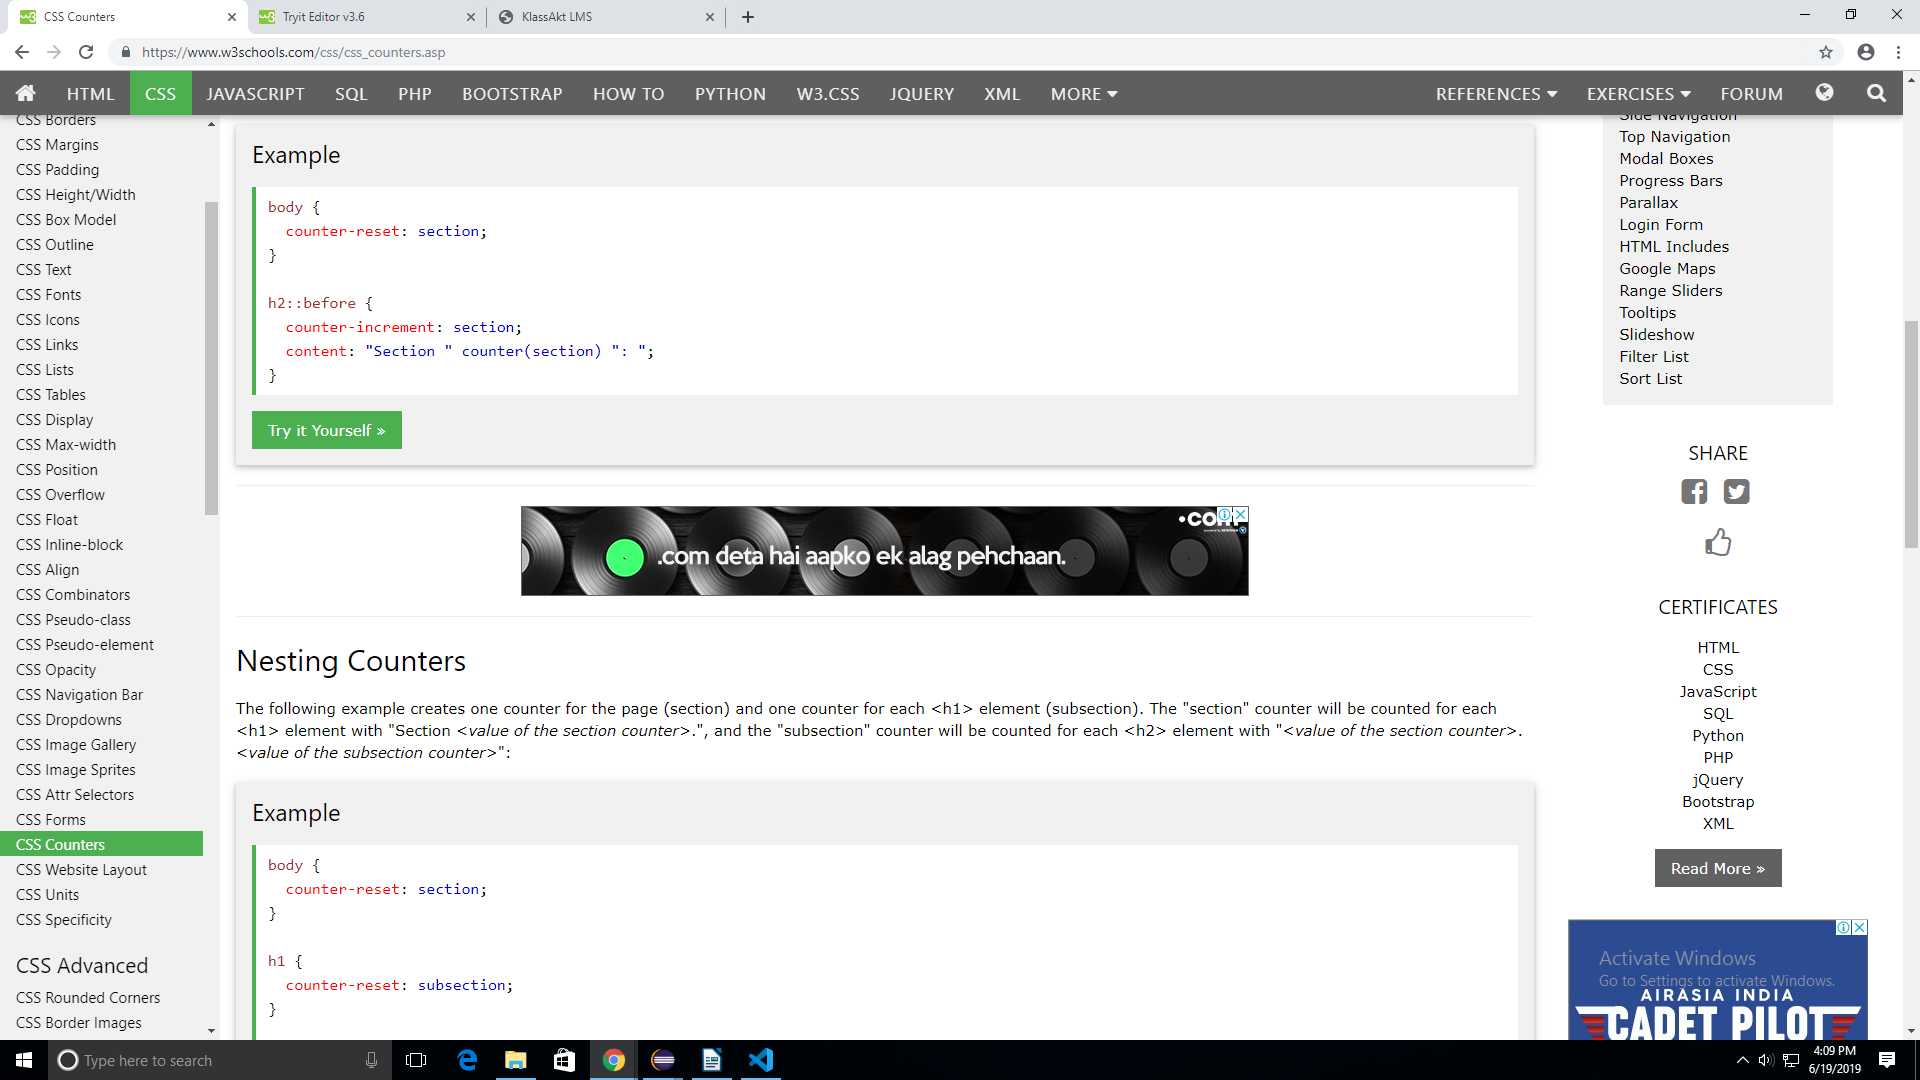 CSS Counters
Tryit Editor v3.6
KlassAkt LMS
https://www.w3schools.com/css/css_counters.asp
HTML
CSS
JAVASCRIPT
SQL
PHP
BOOTSTRAP
HOW TO
PYTHON
W3.CSS
JQUERY
XML
MORE
REFERENCES
EXERCISES
FORUM
CSS Borders
CSS Margins
CSS Padding
CSS Height/Width
CSS Box Model
CSS Outline
CSS Text
CSS Fonts
CSS Icons
CSS Links
CSS Lists
CSS Tables
CSS Display
CSS Max-width
CSS Position
CSS Overflow
CSS Float
CSS Inline-block
CSS Align
CSS Combinators
CSS Pseudo-class
CSS Pseudo-element
CSS Opacity
CSS Navigation Bar
CSS Dropdowns
CSS Image Gallery
CSS Image Sprites
CSS Attr Selectors
CSS Forms
CSS Counters
CSS Website Layout
CSS Units
CSS Specificity
CSS Advanced
CSS Rounded Corners
CSS Border Images
Example
body {
counter-reset: section;
}
h2::before {
counter-increment: section;
content: "Section " counter(section) ": ";
}
Try it Yourself »
.com
.com deta hai aapko ek alag pehchaan.
Nesting Counters
The following example creates one counter for the page (section) and one counter for each <h1> element (subsection). The "section" counter will be counted for each
<h1> element with "Section <value of the section counter>.", and the "subsection" counter will be counted for each <h2> element with "<value of the section counter>.
<value of the subsection counter>":
Example
body {
counter-reset: section;
}
h1 {
counter-reset: subsection;
}
Side Navigation
Top Navigation
Modal Boxes
Progress Bars
Parallax
Login Form
HTML Includes
Google Maps
Range Sliders
Tooltips
Slideshow
Filter List
Sort List
SHARE
CERTIFICATES
HTML
CSS
JavaScript
SQL
Python
PHP
jQuery
Bootstrap
XML
Read More »
Activate Windows
Go to Settings to activate Windows.
AIRASIA INDIA
CADET PILOT
Type here to search
4:09 PM
6/19/2019